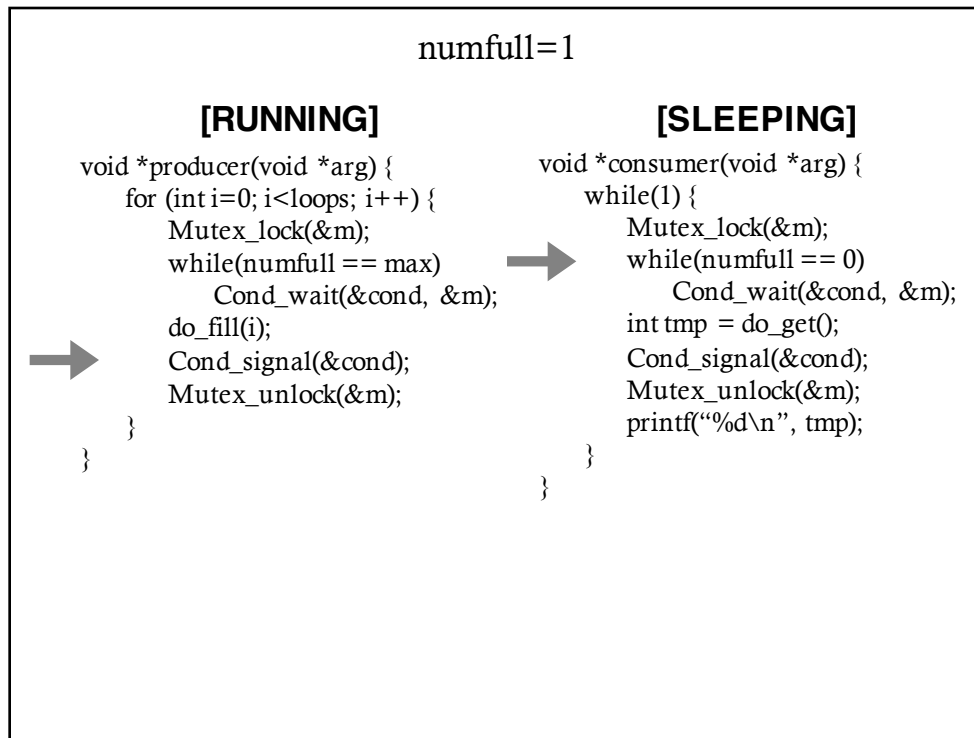 numfull=1
[RUNNING]
void *producer(void *arg) {
for (int i=0; i<loops; i++) {
Mutex_lock(&m);
while(numfull == max)
Cond_wait(&cond, &m);
do_fill(i);
Cond_signal(&cond);
Mutex_unlock(&m);
}
}
[SLEEPING]
void *consumer(void *arg) {
while(1) {
Mutex_lock(&m);
while(numfull == 0)
Cond_wait(&cond, &m);
int tmp = do_get();
Cond_signal(&cond);
Mutex_unlock(&m);
printf(“%d\n”, tmp);
}
}